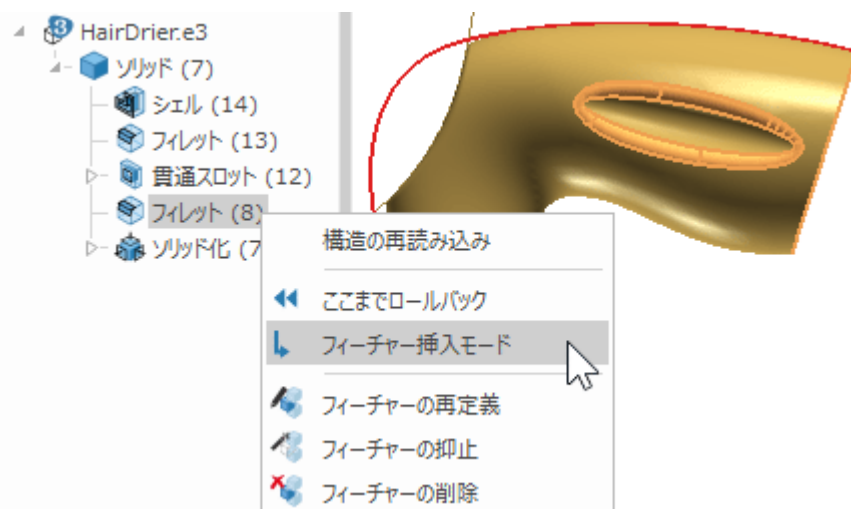 HairDrier.e3
ソリッド (7)
シェル (14)
フィレット (13)
貫通スロット (12)
フィレット (8)
ソリッド化 (7
構造の再読み込み
ここまでロールバック
フィーチャー挿入モード
フィーチャーの再定義
フィーチャーの抑止
フィーチャーの削除